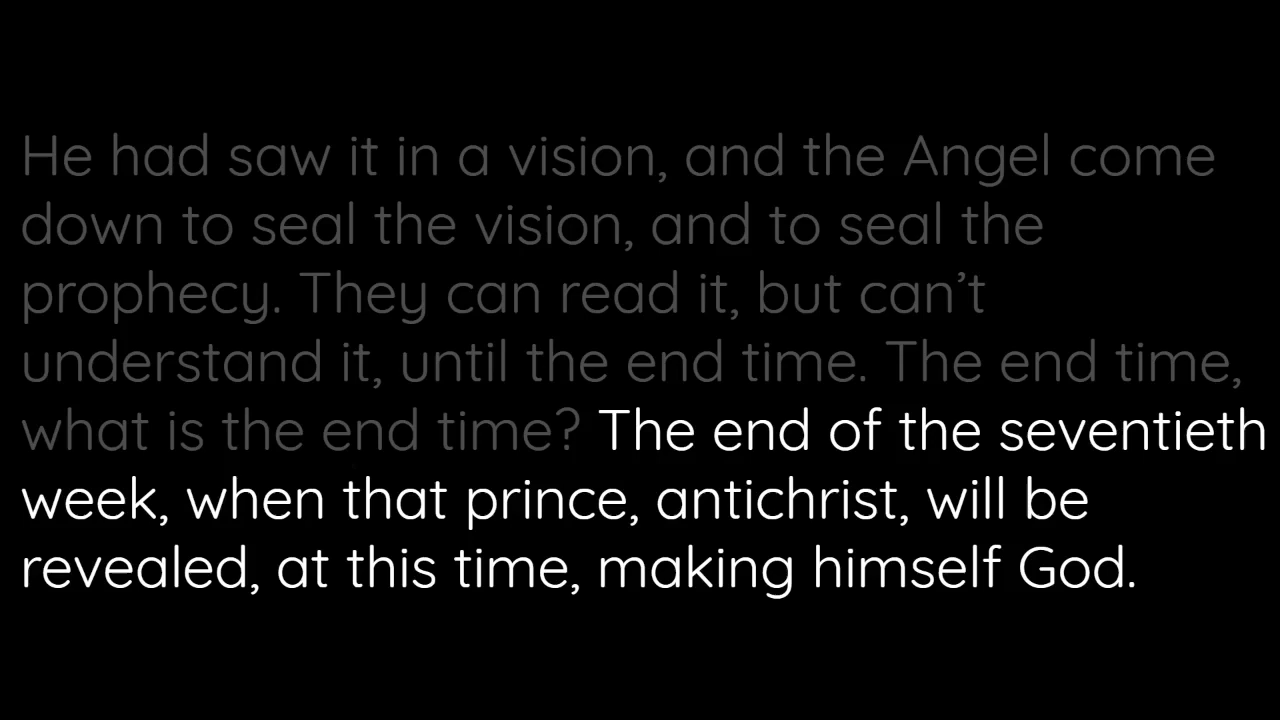 He had saw it in a vision, and the Angel come
down to seal the vision, and to seal the
prophecy. They can read it, but can’t
understand it, until the end time. The end time,
what is the end time? The end of the seventieth
week, when that prince, antichrist, will be
revealed, at this time, making himself God.